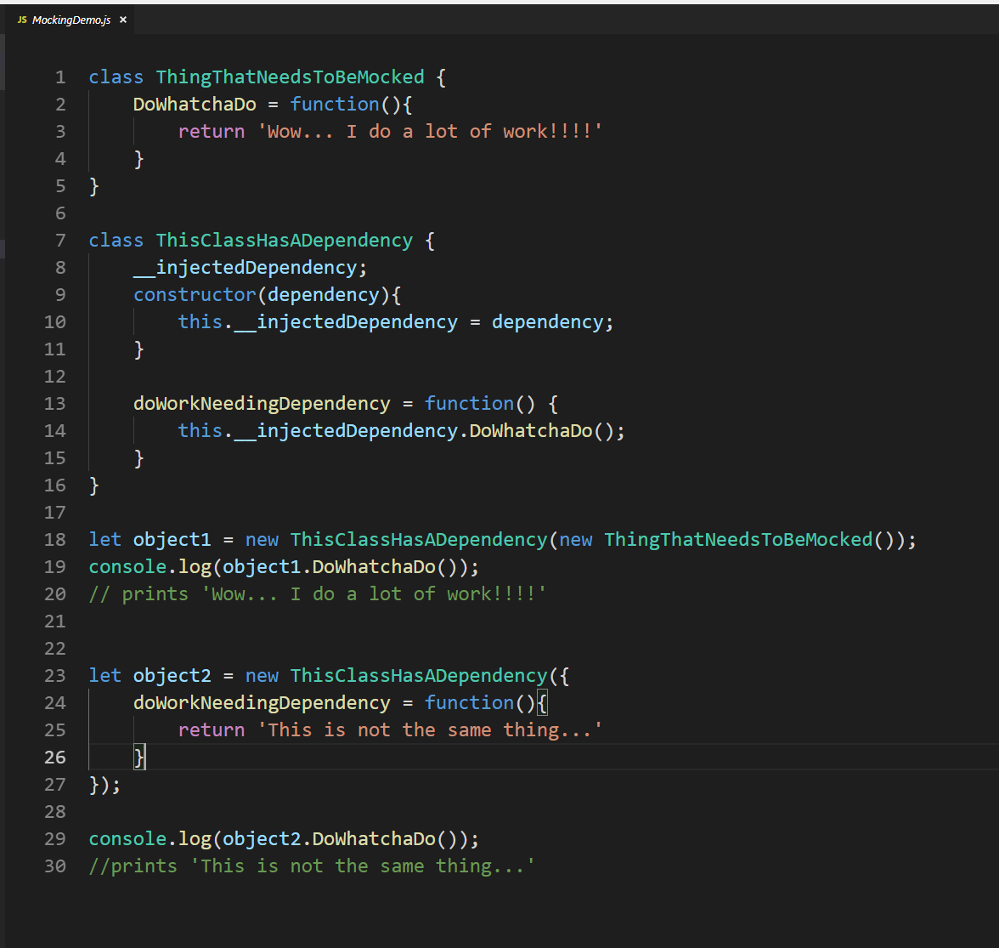 JS MockingDemo.js ×
1 class ThingThatNeedsToBeMocked {
2     DoWhatchaDo = function(){
3         return 'Wow... I do a lot of work!!!!'
4     }
5 }
6
7 class ThisClassHasADependency {
8     __injectedDependency;
9     constructor(dependency){
10         this.__injectedDependency = dependency;
11     }
12
13     doWorkNeedingDependency = function() {
14         this.__injectedDependency.DoWhatchaDo();
15     }
16 }
17
18 let object1 = new ThisClassHasADependency(new ThingThatNeedsToBeMocked());
19 console.log(object1.DoWhatchaDo());
20 // prints 'Wow... I do a lot of work!!!!'
21
22
23 let object2 = new ThisClassHasADependency({
24     doWorkNeedingDependency = function(){
25         return 'This is not the same thing...'
26     }
27 });
28
29 console.log(object2.DoWhatchaDo());
30 //prints 'This is not the same thing...'